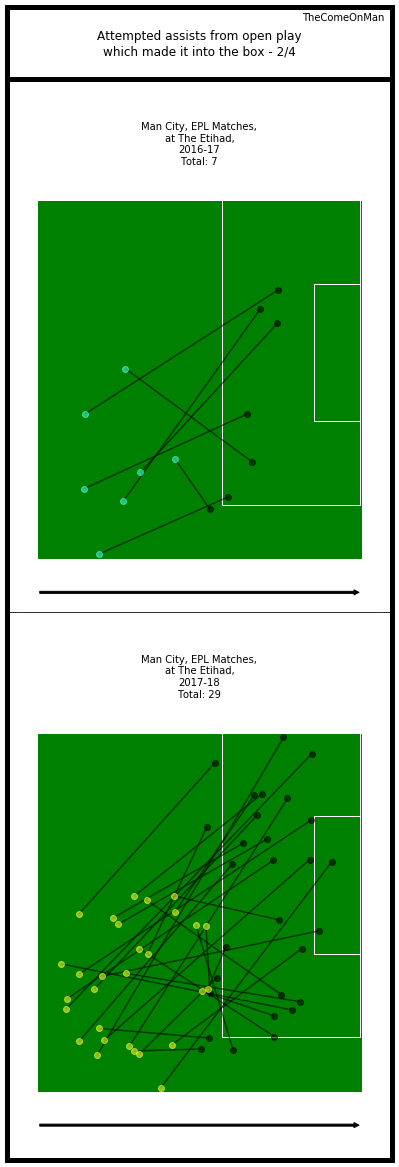 TheComeOnMan
Attempted assists from open play
which made it into the box - 2/4
Man City, EPL Matches,
at The Etihad,
2016-17
Total: 7
Man City, EPL Matches,
at The Etihad,
2017-18
Total: 29